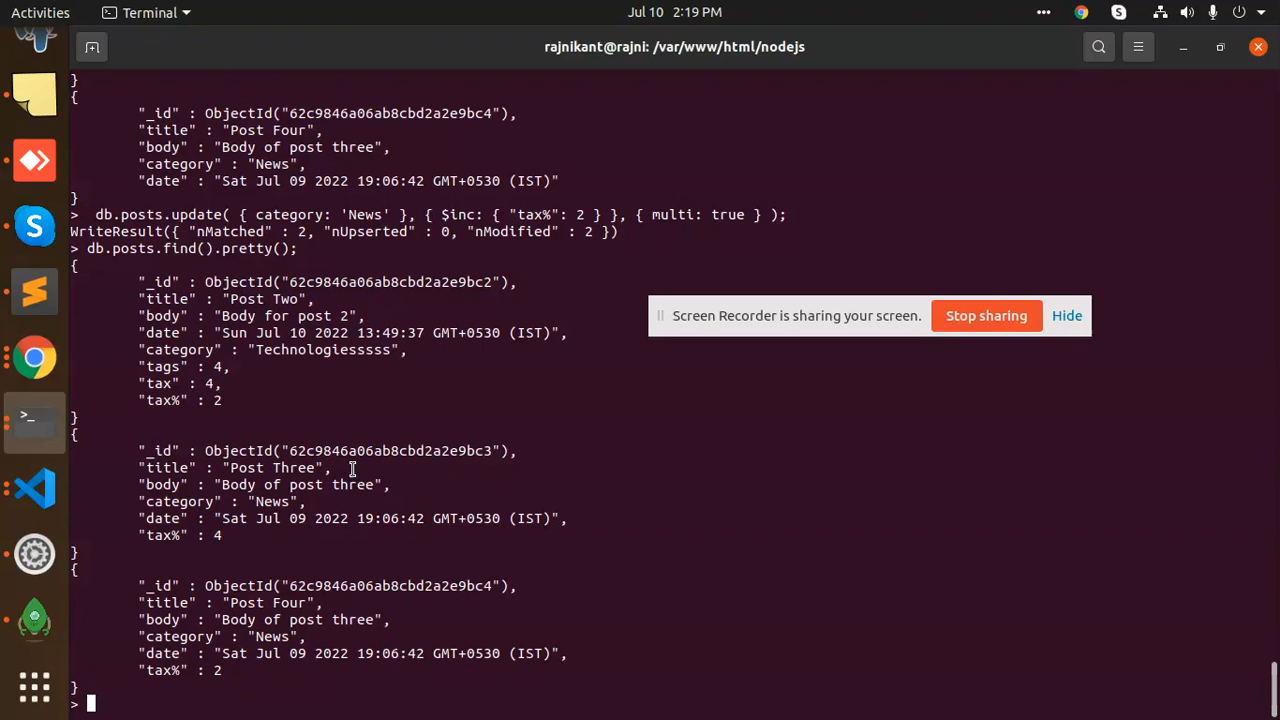 Activities
Terminal
Jul 10 2:19 PM
rajnikant@rajni: /var/www/html/nodejs
}
{
"_id" : ObjectId("62c9846a06ab8cbd2a2e9bc4"),
"title" : "Post Four",
"body" : "Body of post three",
"category" : "News",
"date" : "Sat Jul 09 2022 19:06:42 GMT+0530 (IST)"
}
> db.posts.update( { category: 'News' }, { $inc: { "tax%": 2 } }, { multi: true } );
WriteResult({ "nMatched" : 2, "nUpserted" : 0, "nModified" : 2 })
> db.posts.find().pretty();
{
"_id" : ObjectId("62c9846a06ab8cbd2a2e9bc2"),
"title" : "Post Two",
"body" : "Body for post 2",
"date" : "Sun Jul 10 2022 13:49:37 GMT+0530 (IST)",
"category" : "Technologiesssss",
"tags" : 4,
"tax" : 4,
"tax%" : 2
}
{
"_id" : ObjectId("62c9846a06ab8cbd2a2e9bc3"),
"title" : "Post Three",
"body" : "Body of post three",
"category" : "News",
"date" : "Sat Jul 09 2022 19:06:42 GMT+0530 (IST)",
"tax%" : 4
}
{
"_id" : ObjectId("62c9846a06ab8cbd2a2e9bc4"),
"title" : "Post Four",
"body" : "Body of post three",
"category" : "News",
"date" : "Sat Jul 09 2022 19:06:42 GMT+0530 (IST)",
"tax%" : 2
}
>
Screen Recorder is sharing your screen.
Stop sharing
Hide